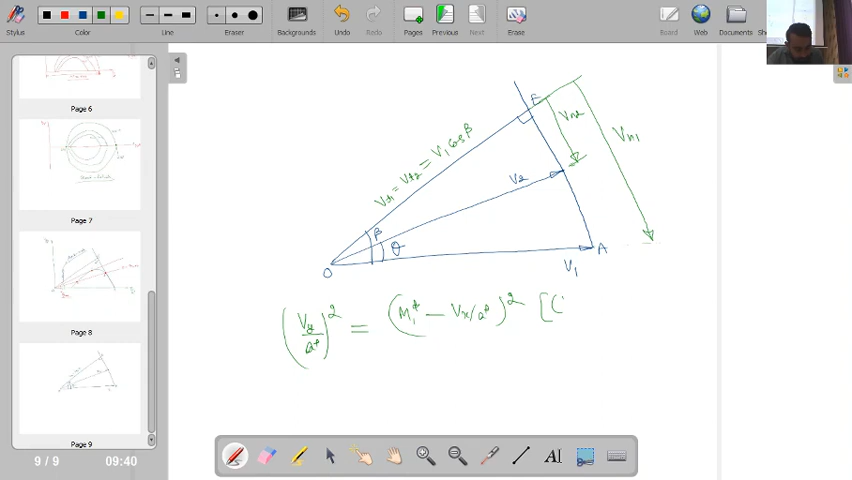 Stylus
Color
Line
Eraser
Backgrounds
Undo
Redo
Pages
Previous
Next
Erase
Board
Web
Documents
Page 6
Page 7
Page 8
Page 9
E
Vn2
Vn1
Vt1 = Vt2 = V1 cos β
V2
β
θ
O
A
V1
(Vy/a*)² = (M1* − Vx/a*)² [(
9 / 9
09:40
AI